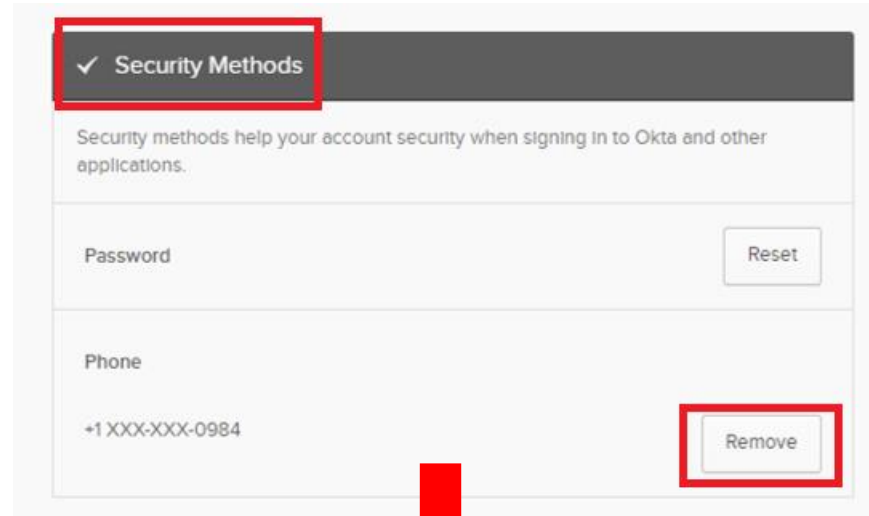 ✓ Security Methods
Security methods help your account security when signing in to Okta and other
applications.
Password Reset
Phone
+1 XXX-XXX-0984
Remove